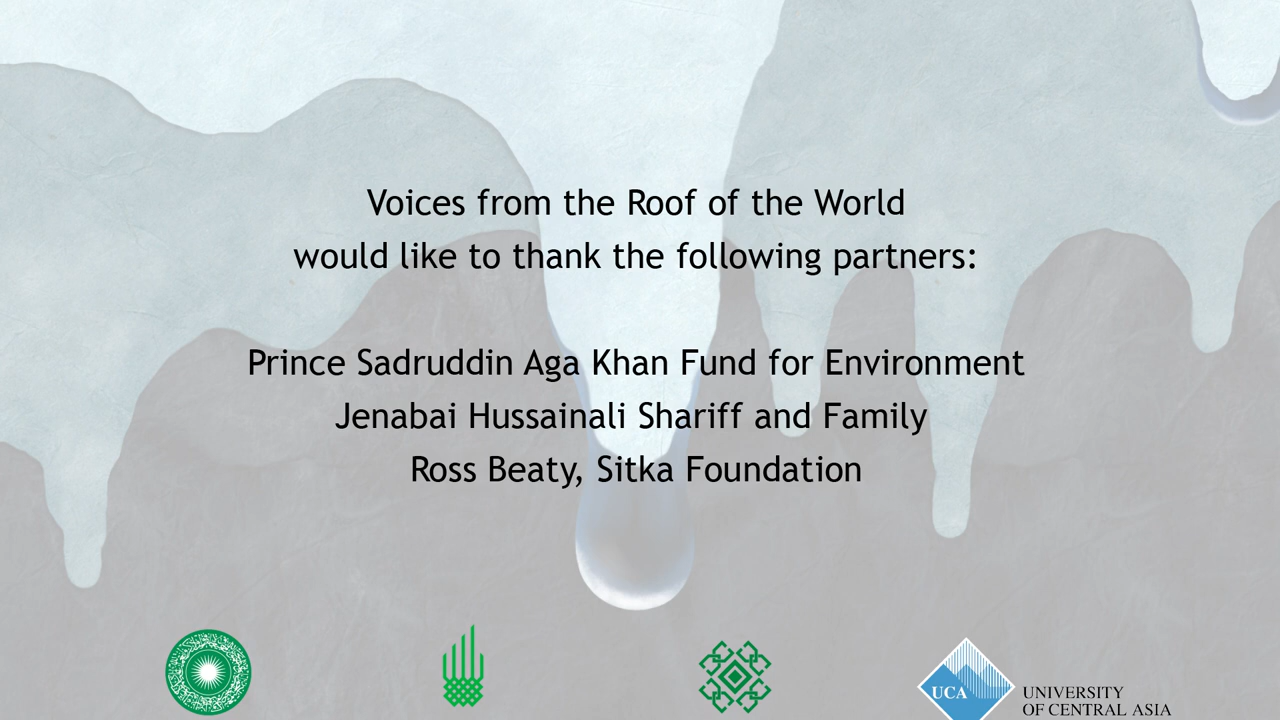 Voices from the Roof of the World
would like to thank the following partners:
Prince Sadruddin Aga Khan Fund for Environment
Jenabai Hussainali Shariff and Family
Ross Beaty, Sitka Foundation
UCA
UNIVERSITY
OF CENTRAL ASIA